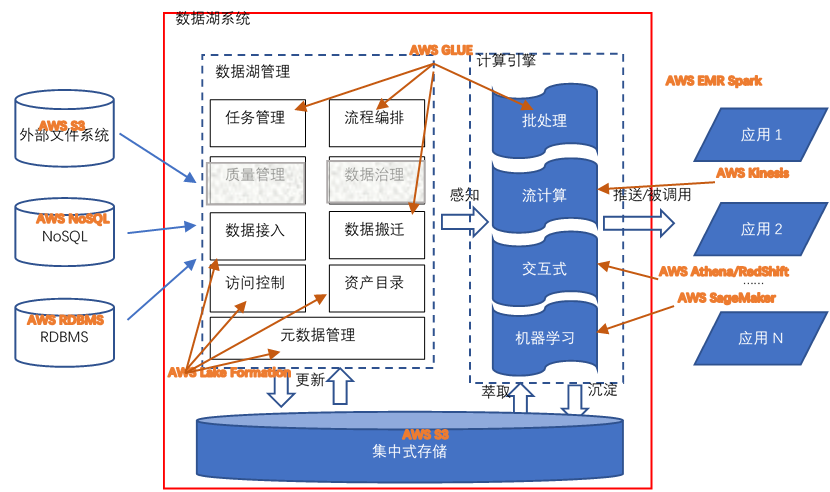 数据湖系统
AWS GLUE
数据湖管理
计算引擎
AWS EMR Spark
任务管理
流程编排
批处理
应用 1
AWS S3
外部文件系统
质量管理
数据治理
AWS Kinesis
感知
流计算
推送/被调用
AWS NoSQL
NoSQL
数据接入
数据搬迁
应用 2
交互式
AWS Athena/RedShift
……
访问控制
资产目录
AWS SageMaker
AWS RDBMS
RDBMS
元数据管理
机器学习
应用 N
AWS Lake Formation
更新
萃取
沉淀
AWS S3
集中式存储